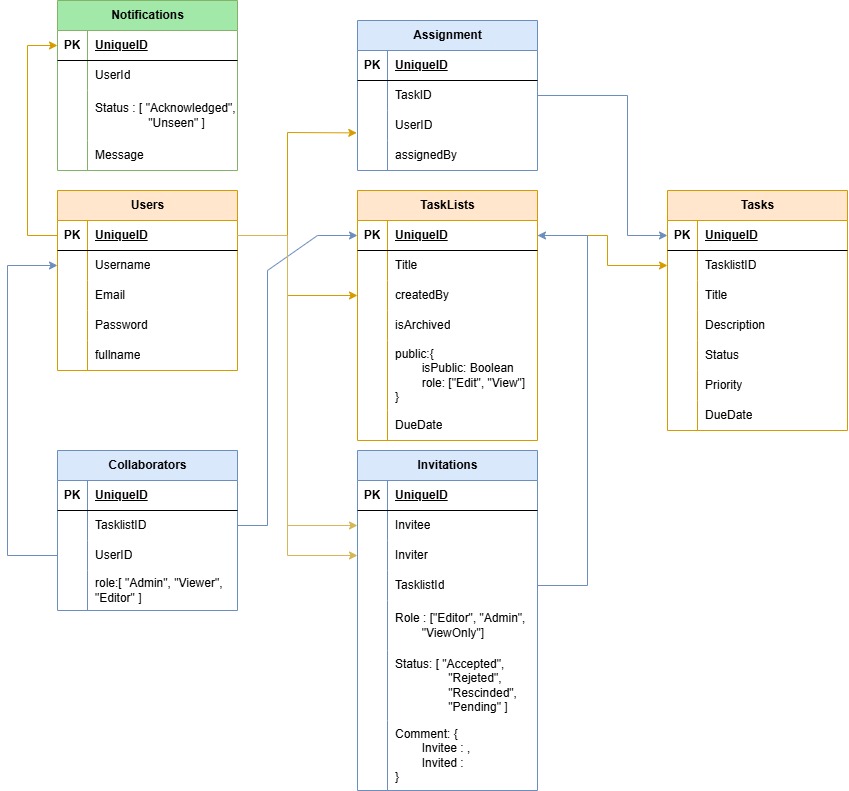 Notifications
PK UniqueID
UserId
Status : [ "Acknowledged",
"Unseen" ]
Message
Assignment
PK UniqueID
TaskID
UserID
assignedBy
Users
PK UniqueID
Username
Email
Password
fullname
TaskLists
PK UniqueID
Title
createdBy
isArchived
public:{
isPublic: Boolean
role: ["Edit", "View"]
}
DueDate
Tasks
PK UniqueID
TasklistID
Title
Description
Status
Priority
DueDate
Collaborators
PK UniqueID
TasklistID
UserID
role:[ "Admin", "Viewer",
"Editor" ]
Invitations
PK UniqueID
Invitee
Inviter
TasklistId
Role : ["Editor", "Admin",
"ViewOnly"]
Status: [ "Accepted",
"Rejeted",
"Rescinded",
"Pending" ]
Comment: {
Invitee : ,
Invited :
}